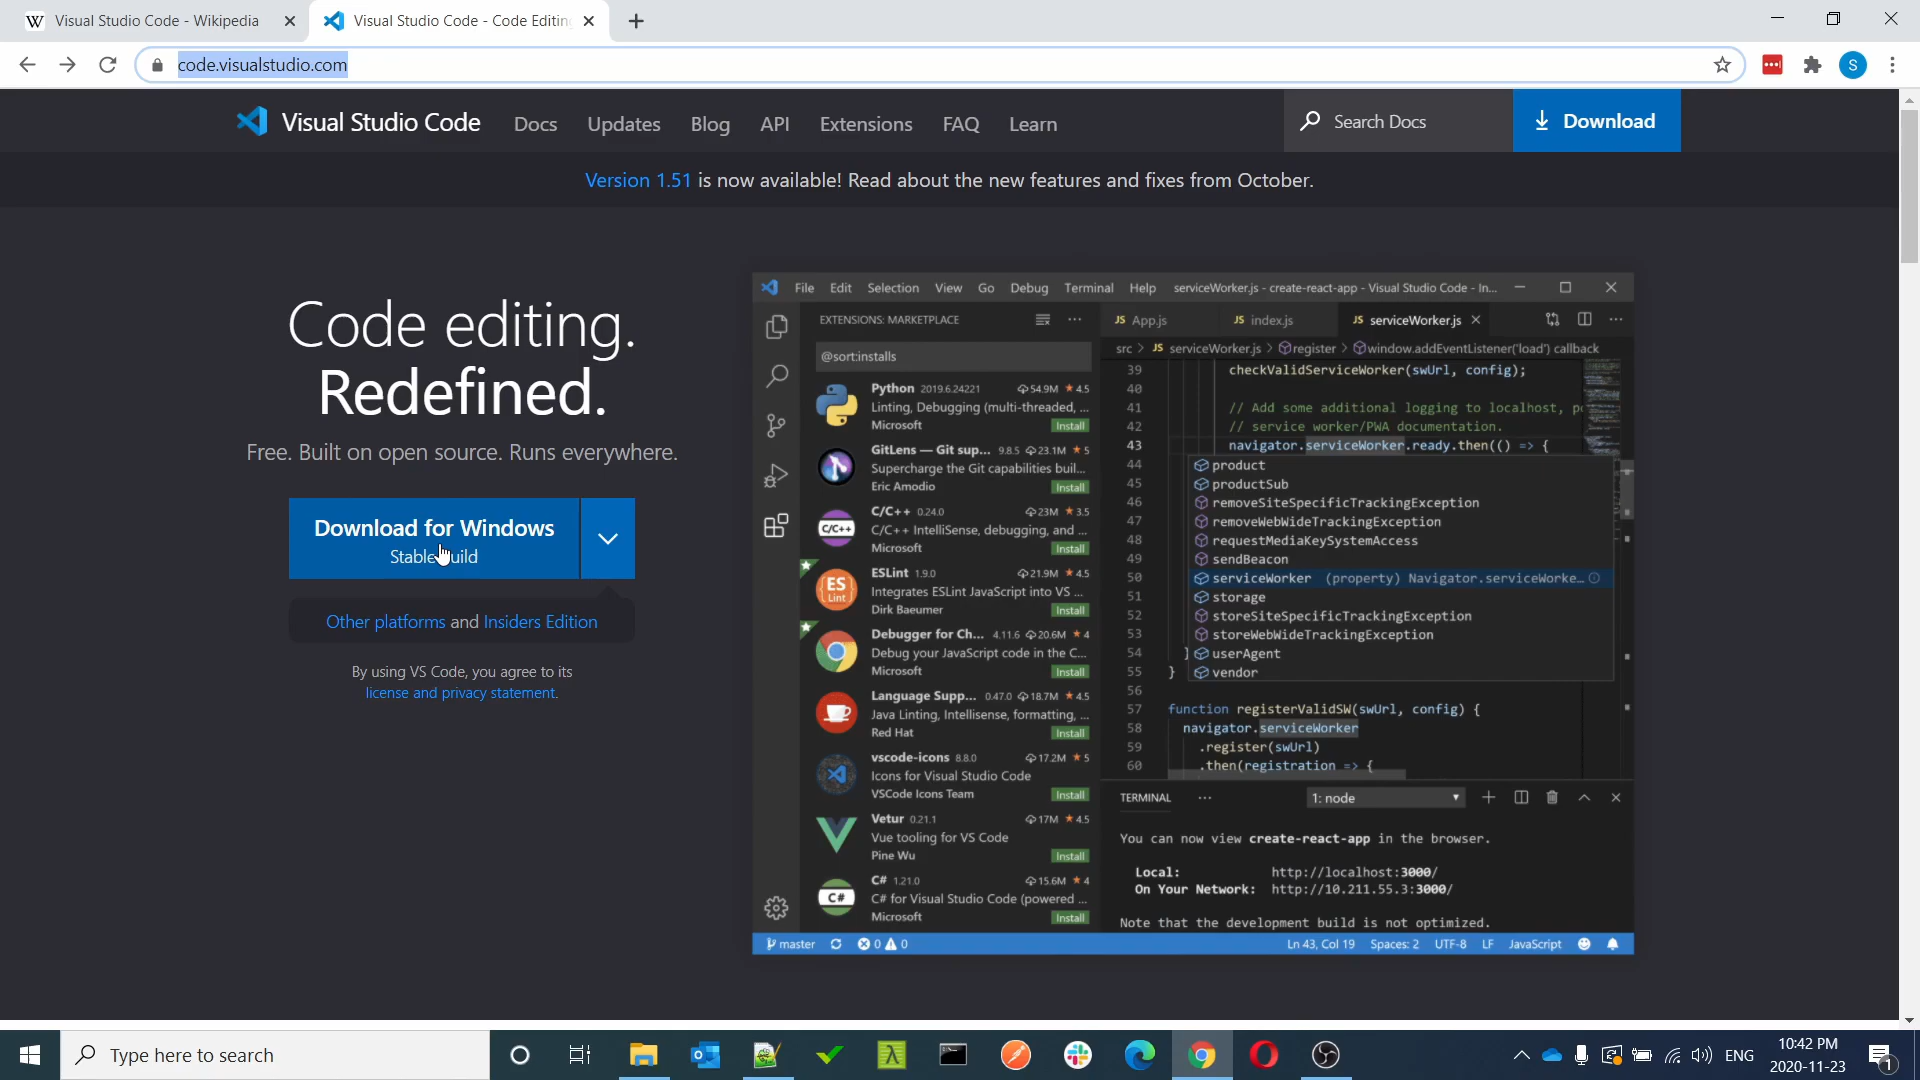 Visual Studio Code - Wikipedia
Visual Studio Code - Code Editing
code.visualstudio.com
S
Visual Studio Code
Docs
Updates
Blog
API
Extensions
FAQ
Learn
Search Docs
Download
Version 1.51 is now available! Read about the new features and fixes from October.
Code editing.
Redefined.
Free. Built on open source. Runs everywhere.
Download for Windows
Stable Build
Other platforms and Insiders Edition
By using VS Code, you agree to its
license and privacy statement.
File Edit Selection View Go Debug Terminal Help serviceWorker.js - create-react-app - Visual Studio Code - In...
EXTENSIONS: MARKETPLACE
@sort:installs
Python 2019.6.24221 54.9M 4.5
Linting, Debugging (multi-threaded, ...
Microsoft Install
GitLens — Git sup... 9.8.5 23.1M 5
Supercharge the Git capabilities buil...
Eric Amodio Install
C/C++
C/C++ 0.24.0 23M 3.5
C/C++ IntelliSense, debugging, and ...
Microsoft Install
ES
Lint
ESLint 1.9.0 21.9M 4.5
Integrates ESLint JavaScript into VS ...
Dirk Baeumer Install
Debugger for Ch... 4.11.6 20.6M 4
Debug your JavaScript code in the C...
Microsoft Install
Language Supp... 0.47.0 18.7M 4.5
Java Linting, Intellisense, formatting, ...
Red Hat Install
vscode-icons 8.8.0 17.2M 5
Icons for Visual Studio Code
VSCode Icons Team Install
Vetur 0.21.1 17M 4.5
Vue tooling for VS Code
Pine Wu Install
C#
C# 1.21.0 15.6M 4
C# for Visual Studio Code (powered ...
Microsoft Install
JS App.js
JS index.js
JS serviceWorker.js
src > JS serviceWorker.js > register > window.addEventListener('load') callback
39 checkValidServiceWorker(swUrl, config);
40
41 // Add some additional logging to localhost, p
42 // service worker/PWA documentation.
43 navigator.serviceWorker.ready.then(() => {
44 product
45 productSub
46 removeSiteSpecificTrackingException
47 removeWebWideTrackingException
48 requestMediaKeySystemAccess
49 sendBeacon
50 serviceWorker (property) Navigator.serviceWorke...
51 storage
52 storeSiteSpecificTrackingException
53 storeWebWideTrackingException
54 } userAgent
55 } vendor
56
57 function registerValidSW(swUrl, config) {
58 navigator.serviceWorker
59 .register(swUrl)
60 .then(registration => {
TERMINAL ... 1: node
You can now view create-react-app in the browser.
Local: http://localhost:3000/
On Your Network: http://10.211.55.3:3000/
Note that the development build is not optimized.
master 0 0 Ln 43, Col 19 Spaces: 2 UTF-8 LF JavaScript
Type here to search
ENG
10:42 PM
2020-11-23
1